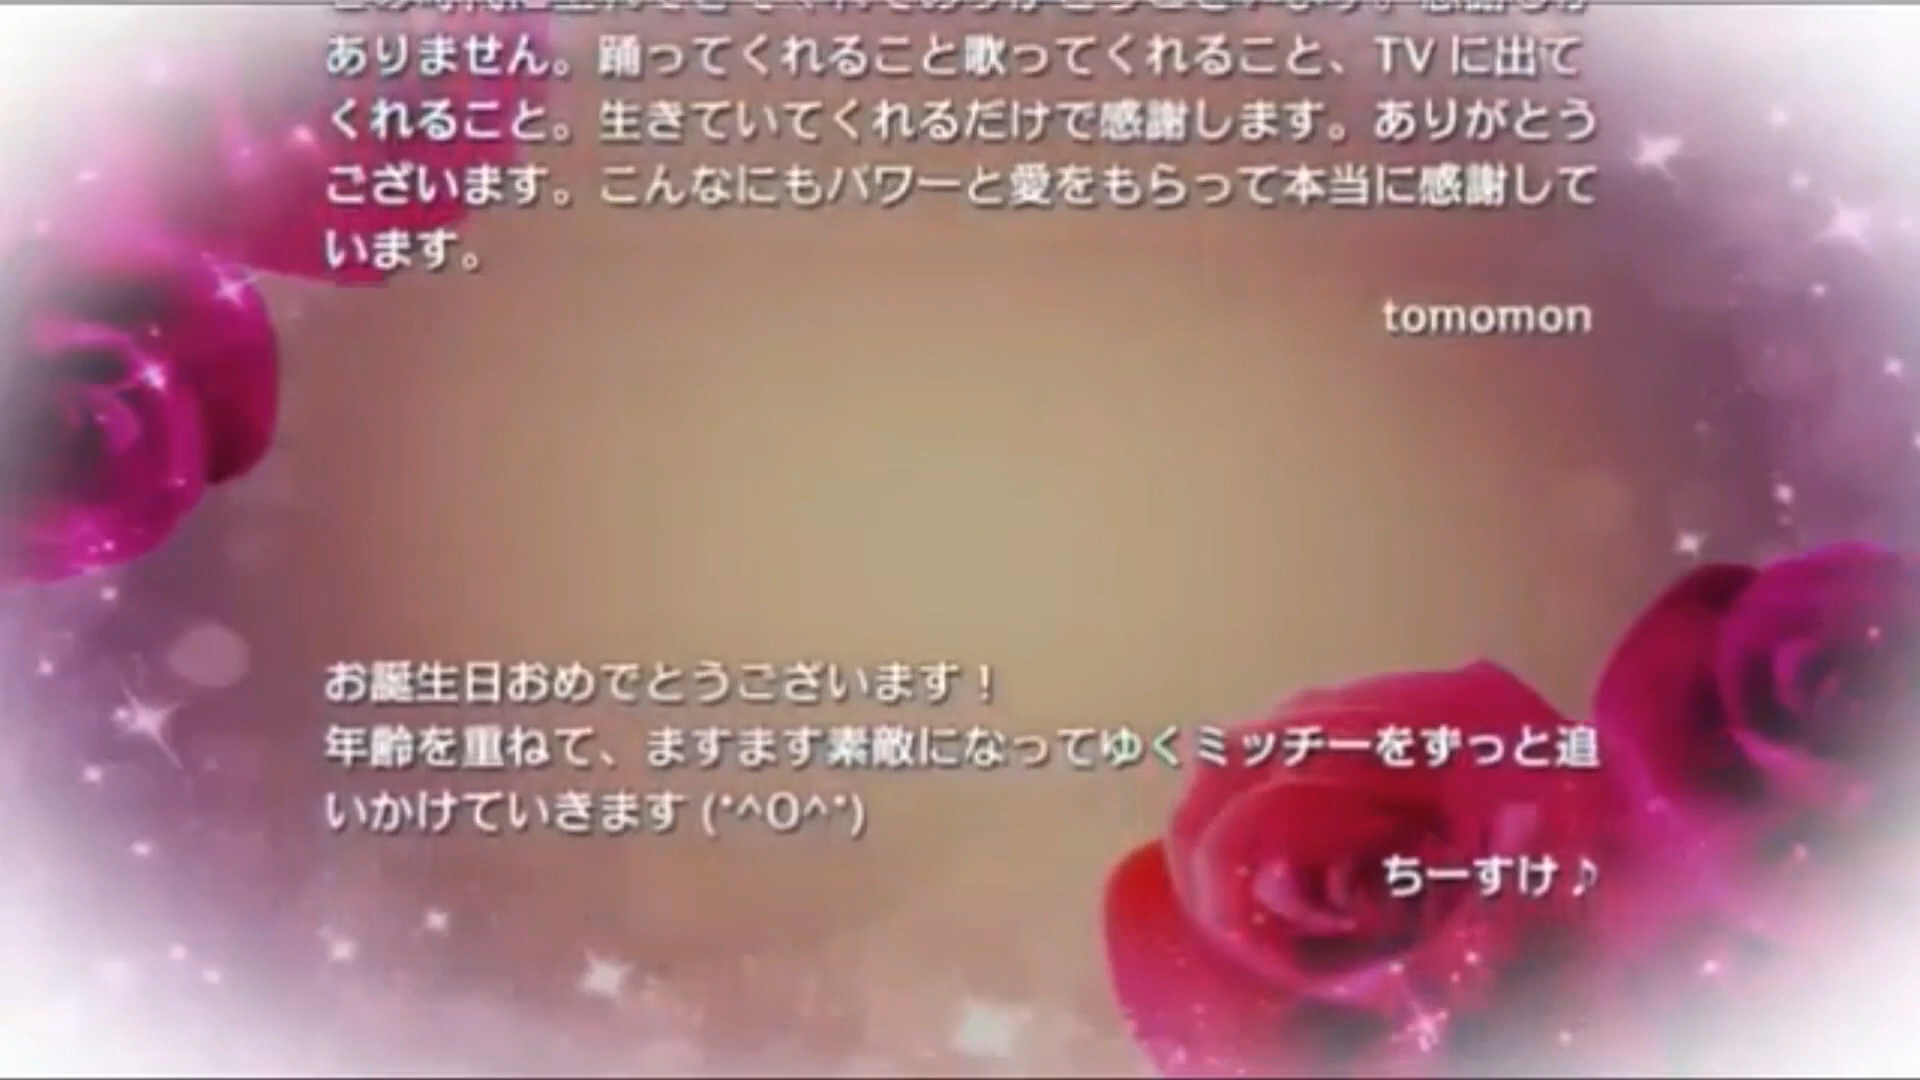 ありません。踊ってくれること歌ってくれること、TVに出て
くれること。生きていてくれるだけで感謝します。ありがとう
ございます。こんなにもパワーと愛をもらって本当に感謝して
います。
tomomon
お誕生日おめでとうございます！
年齢を重ねて、ますます素敵になってゆくミッチーをずっと追
いかけていきます(*^O^*)
ちーすけ♪